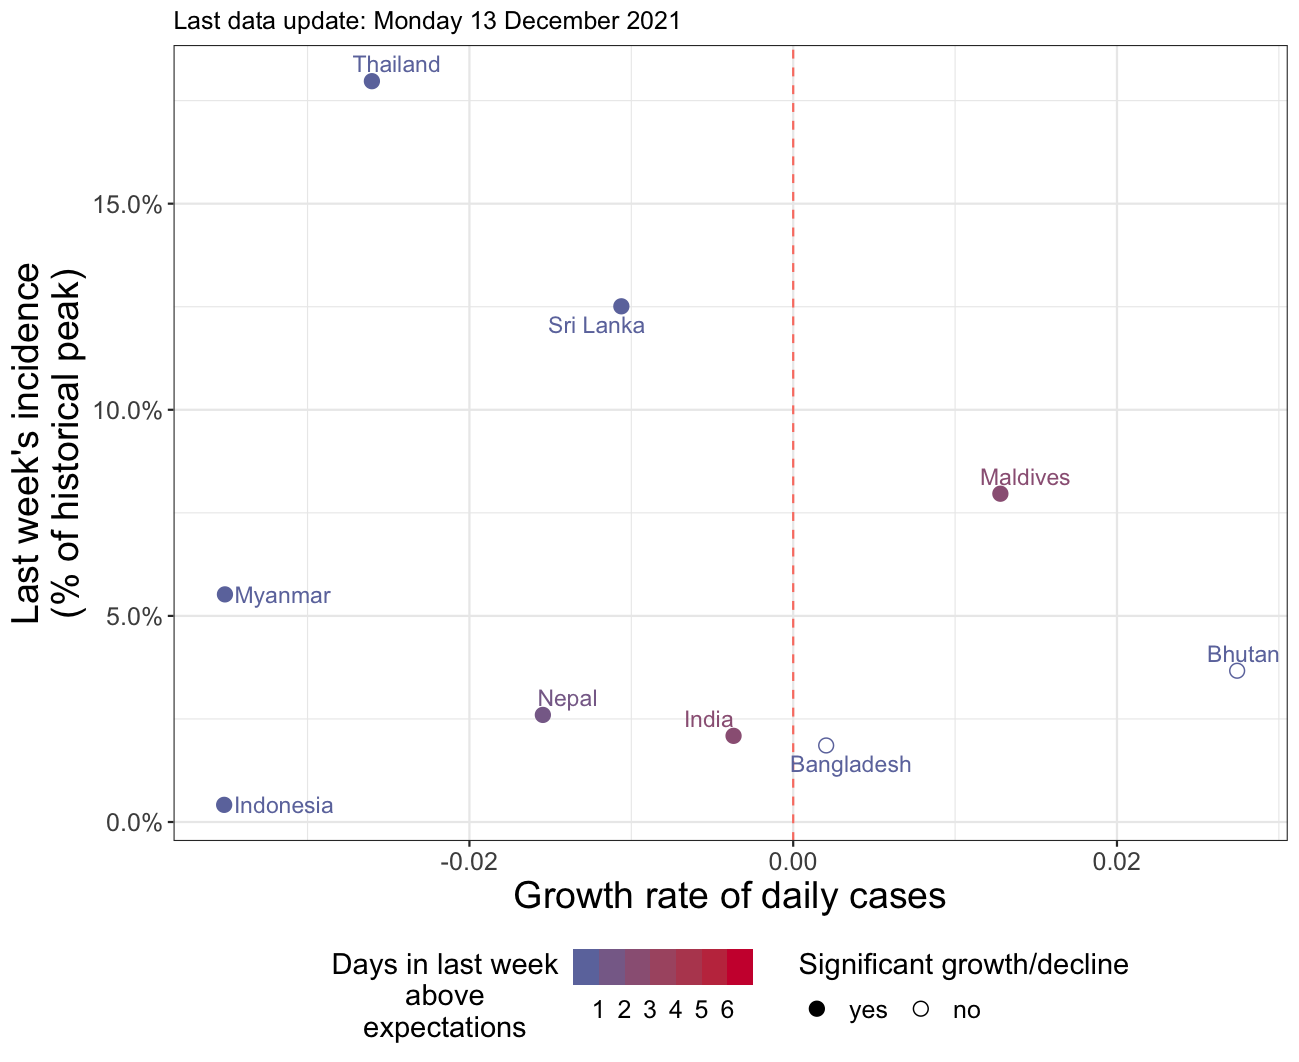 Last data update: Monday 13 December 2021
Thailand
15.0%
Sri Lanka
10.0%
Maldives
Last week's incidence
(% of historical peak)
Myanmar
5.0%
Bhutan
Nepal
India
Bangladesh
Indonesia
0.0%
-0.02 0.00 0.02
Growth rate of daily cases
Days in last week
above
expectations
1 2 3 4 5 6
Significant growth/decline
yes no